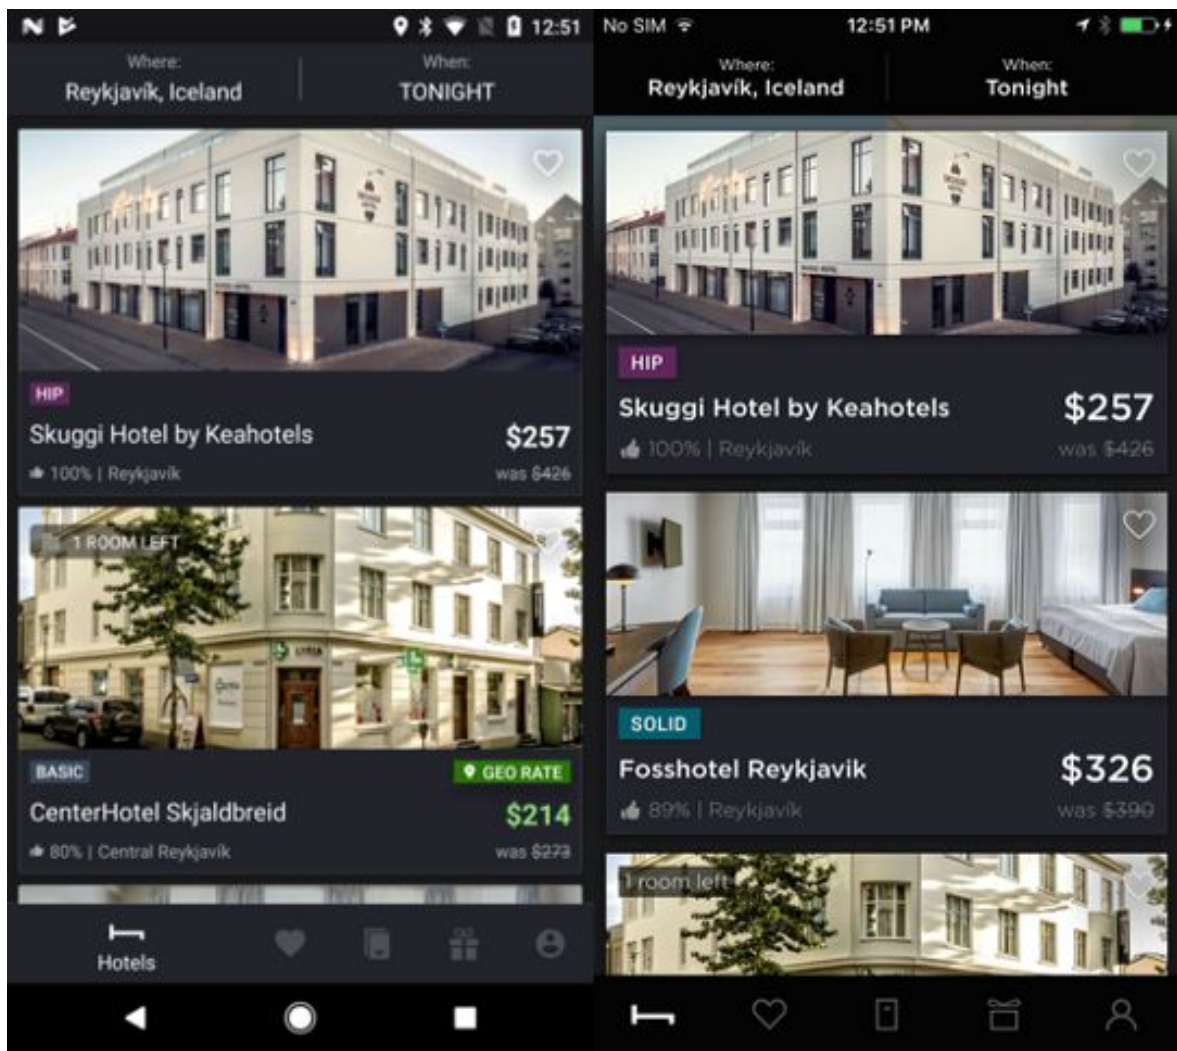 12:51
Where:
Reykjavík, Iceland
When:
TONIGHT
HIP
Skuggi Hotel by Keahotels
$257
100% | Reykjavík
was $426
1 ROOM LEFT
LYFJA
BASIC
GEO RATE
CenterHotel Skjaldbreid
$214
80% | Central Reykjavík
was $273
Hotels
No SIM
12:51 PM
Where:
Reykjavík, Iceland
When:
Tonight
HIP
Skuggi Hotel by Keahotels
$257
100% | Reykjavík
was $426
SOLID
Fosshotel Reykjavik
$326
89% | Reykjavík
was $390
1 room left